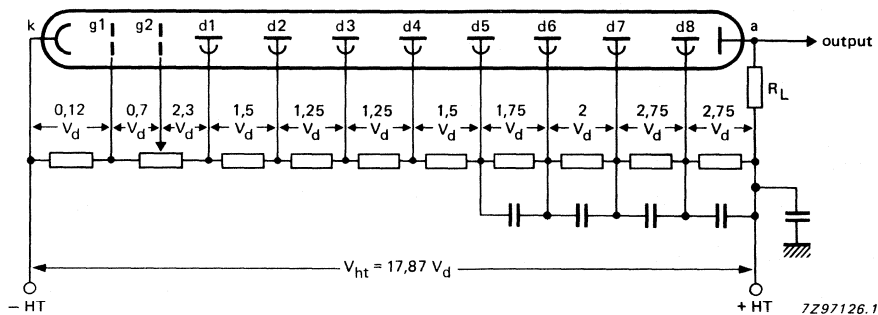 k g1 g2 d1 d2 d3 d4 d5 d6 d7 d8 a
output
R_L
0,12 0,7 2,3 1,5 1,25 1,25 1,5 1,75 2 2,75 2,75
V_d V_d V_d V_d V_d V_d V_d V_d V_d V_d V_d
V_ht = 17,87 V_d
– HT + HT
7Z97126.1